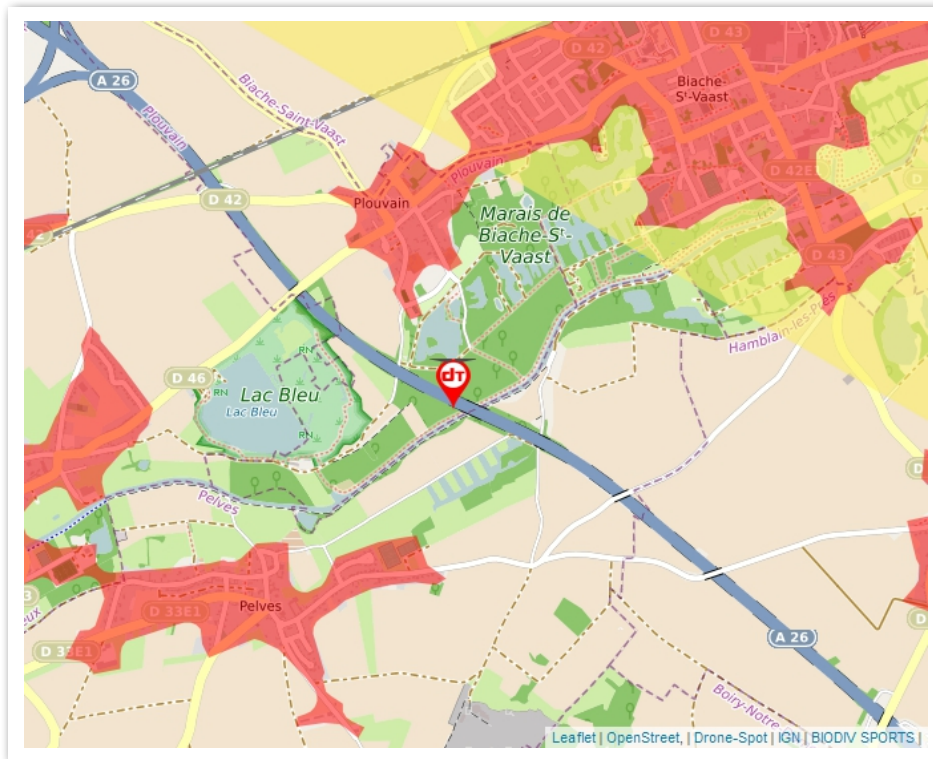 D 42
D 43
A 26
Biache-
Sᵗ-Vaast
Biache-Saint-Vaast
Plouvain
Plouvain
D 42E
D 42
Plouvain
Marais de
Biache-Sᵗ-
Vaast
D 43
Hamblain-les-Prés
RN
D 46
Lac Bleu
Lac Bleu
RN
RN
dT
D
Pelves
D 33E1
Pelves
D
D 33E1
A 26
Boiry-Notre
Leaflet | OpenStreet, | Drone-Spot | IGN | BIODIV SPORTS |